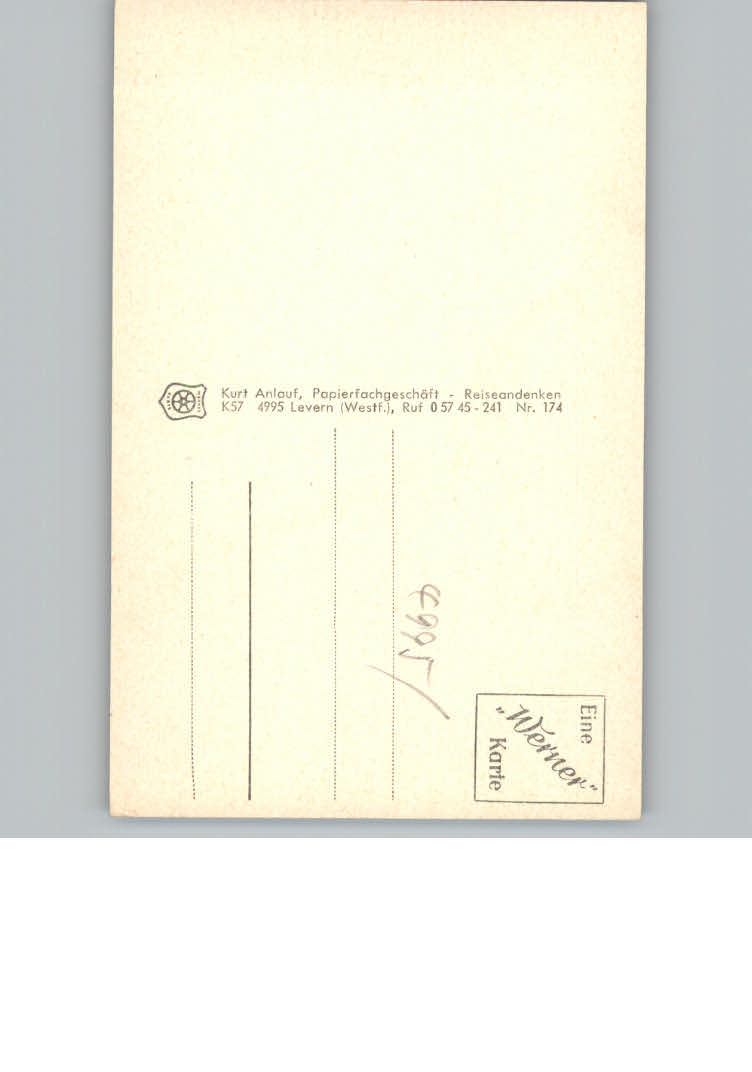 Kurt Anlauf, Papierfachgeschäft - Reiseandenken
K57 4995 Levern (Westf.), Ruf 0 57 45 - 241 Nr. 174
4995/
Eine
„Werner"
Karte